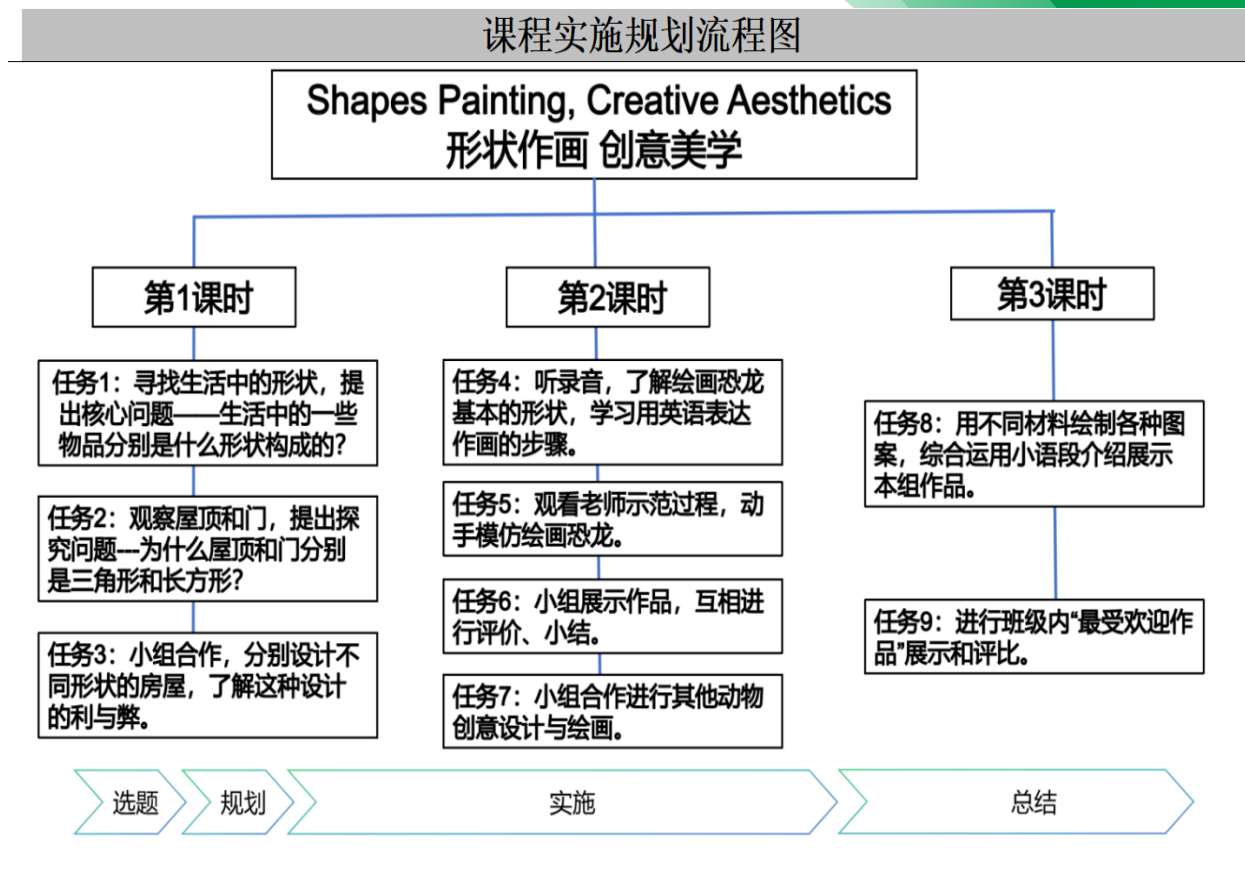 课程实施规划流程图
Shapes Painting, Creative Aesthetics
形状作画 创意美学
第1课时
任务1：寻找生活中的形状，提
出核心问题——生活中的一些
物品分别是什么形状构成的？
任务2：观察屋顶和门，提出探
究问题---为什么屋顶和门分别
是三角形和长方形？
任务3：小组合作，分别设计不
同形状的房屋，了解这种设计
的利与弊。
第2课时
任务4：听录音，了解绘画恐龙
基本的形状，学习用英语表达
作画的步骤。
任务5：观看老师示范过程，动
手模仿绘画恐龙。
任务6：小组展示作品，互相进
行评价、小结。
任务7：小组合作进行其他动物
创意设计与绘画。
第3课时
任务8：用不同材料绘制各种图
案，综合运用小语段介绍展示
本组作品。
任务9：进行班级内“最受欢迎作
品”展示和评比。
选题
规划
实施
总结